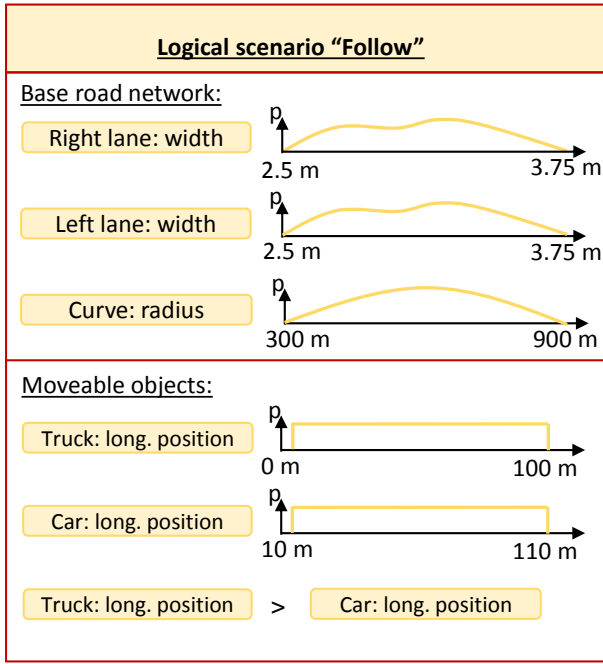 Logical scenario “Follow”
Base road network:
Right lane: width
p
2.5 m
3.75 m
Left lane: width
p
2.5 m
3.75 m
Curve: radius
p
300 m
900 m
Moveable objects:
Truck: long. position
p
0 m
100 m
Car: long. position
p
10 m
110 m
Truck: long. position > Car: long. position